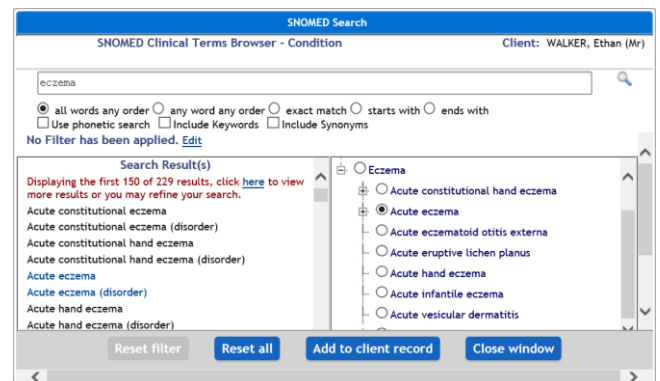 SNOMED Search
SNOMED Clinical Terms Browser - Condition
Client: WALKER, Ethan (Mr)
eczema
all words any order any word any order exact match starts with ends with
Use phonetic search Include Keywords Include Synonyms
No Filter has been applied. Edit
Search Result(s)
Displaying the first 150 of 229 results, click here to view
more results or you may refine your search.
Acute constitutional eczema
Acute constitutional eczema (disorder)
Acute constitutional hand eczema
Acute constitutional hand eczema (disorder)
Acute eczema
Acute eczema (disorder)
Acute hand eczema
Acute hand eczema (disorder)
Eczema
Acute constitutional hand eczema
Acute eczema
Acute eczematoid otitis externa
Acute eruptive lichen planus
Acute hand eczema
Acute infantile eczema
Acute vesicular dermatitis
Reset filter Reset all Add to client record Close window